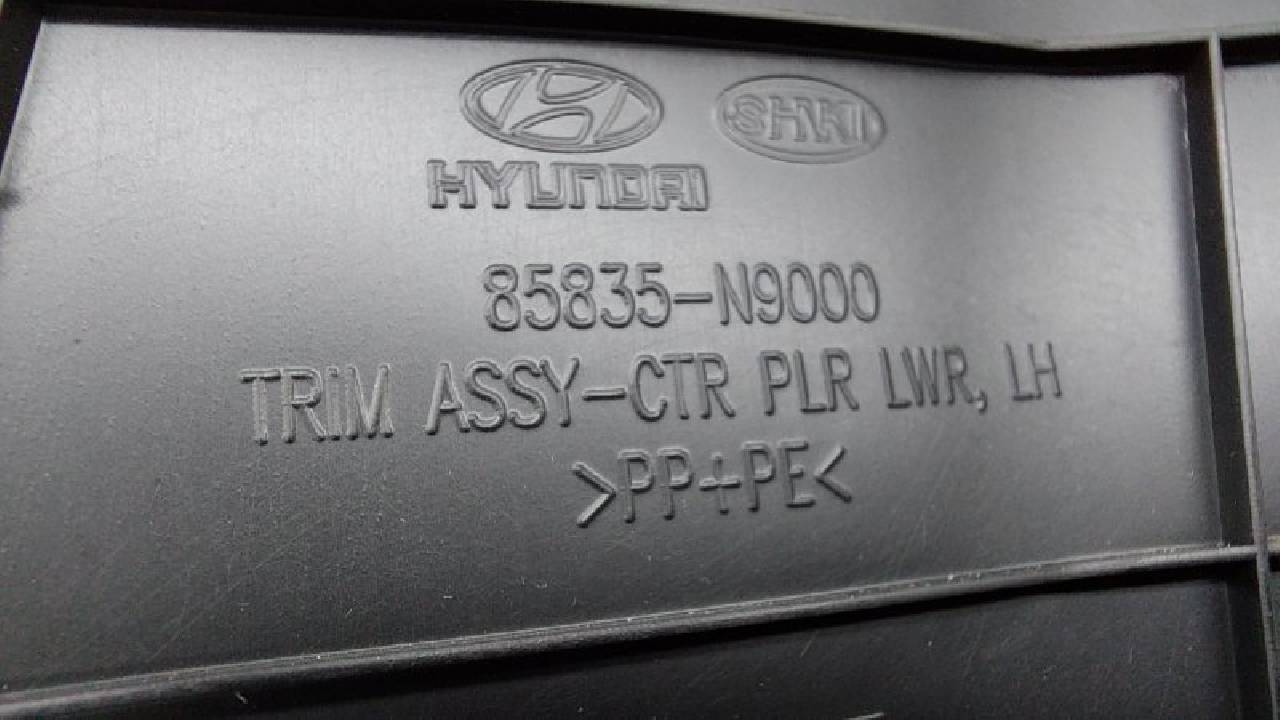 HYUNDAI
85835-N9000
TRIM ASSY-CTR PLR LWR, LH
>PP+PE<